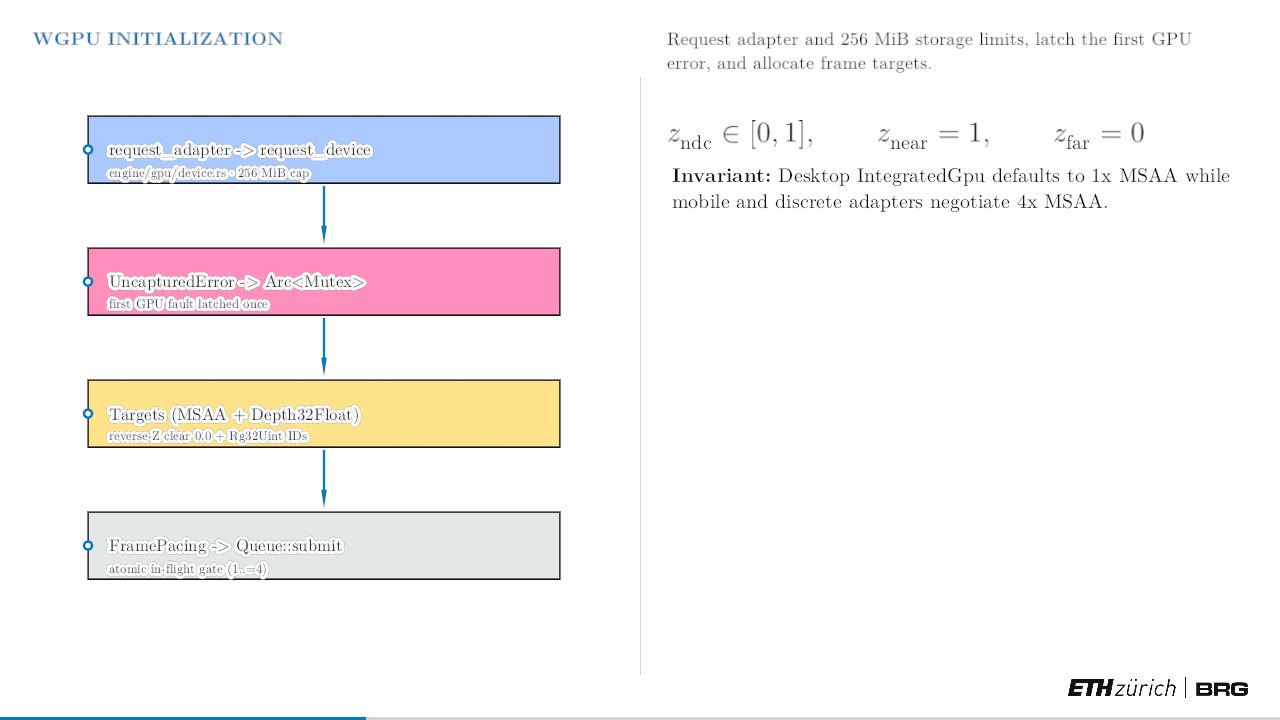 WGPU INITIALIZATION
Request adapter and 256 MiB storage limits, latch the first GPU
error, and allocate frame targets.
request_adapter -> request_device
engine/gpu/device.rs · 256 MiB cap
UncapturedError -> Arc<Mutex>
first GPU fault latched once
Targets (MSAA + Depth32Float)
reverse-Z clear 0.0 + Rg32Uint IDs
FramePacing -> Queue::submit
atomic in-flight gate (1..=4)
z_ndc ∈ [0, 1], z_near = 1, z_far = 0
Invariant: Desktop IntegratedGpu defaults to 1x MSAA while
mobile and discrete adapters negotiate 4x MSAA.
ETH zürich | BRG